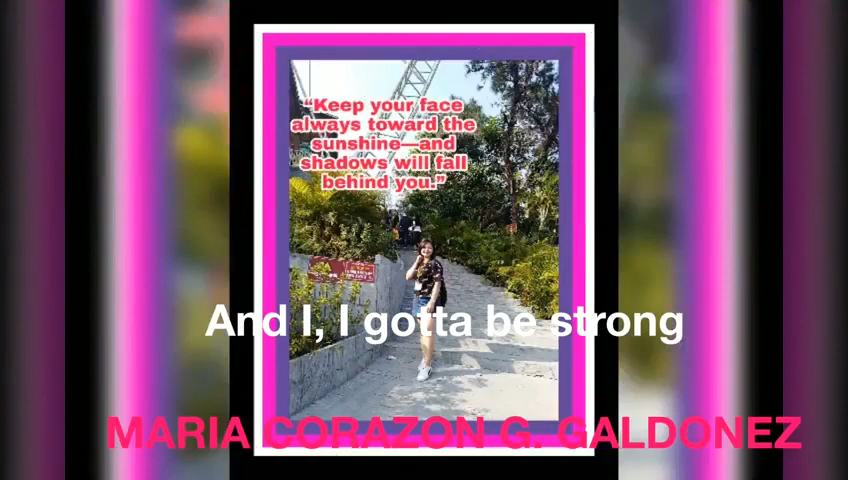 “Keep your face
always toward the
sunshine—and
shadows will fall
behind you.”
And I, I gotta be strong
MARIA CORAZON G. GALDONEZ